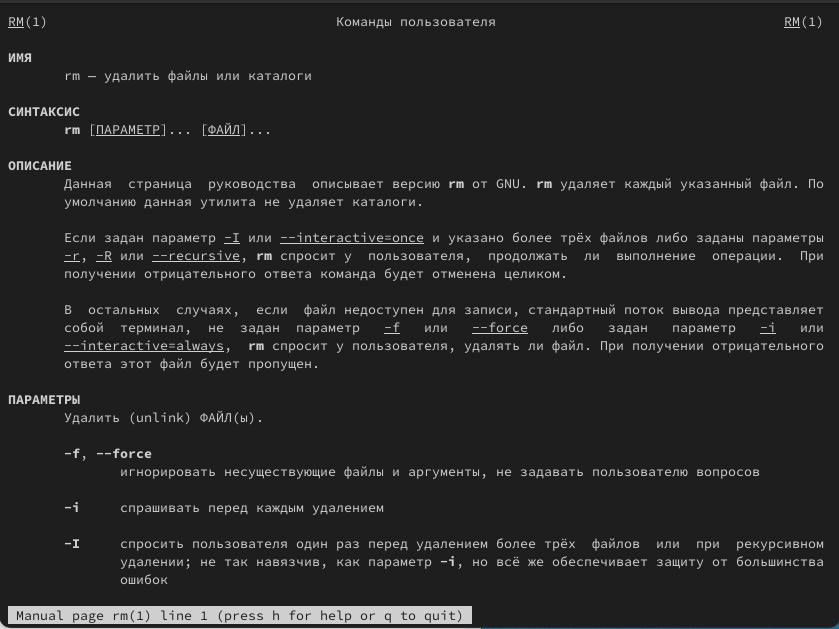 RM(1) Команды пользователя RM(1)
ИМЯ
rm — удалить файлы или каталоги
СИНТАКСИС
rm [ПАРАМЕТР]... [ФАЙЛ]...
ОПИСАНИЕ
Данная страница руководства описывает версию rm от GNU. rm удаляет каждый указанный файл. По
умолчанию данная утилита не удаляет каталоги.
Если задан параметр -I или --interactive=once и указано более трёх файлов либо заданы параметры
-r, -R или --recursive, rm спросит у пользователя, продолжать ли выполнение операции. При
получении отрицательного ответа команда будет отменена целиком.
В остальных случаях, если файл недоступен для записи, стандартный поток вывода представляет
собой терминал, не задан параметр -f или --force либо задан параметр -i или
--interactive=always, rm спросит у пользователя, удалять ли файл. При получении отрицательного
ответа этот файл будет пропущен.
ПАРАМЕТРЫ
Удалить (unlink) ФАЙЛ(ы).
-f, --force
игнорировать несуществующие файлы и аргументы, не задавать пользователю вопросов
-i спрашивать перед каждым удалением
-I спросить пользователя один раз перед удалением более трёх файлов или при рекурсивном
удалении; не так навязчив, как параметр -i, но всё же обеспечивает защиту от большинства
ошибок
Manual page rm(1) line 1 (press h for help or q to quit)